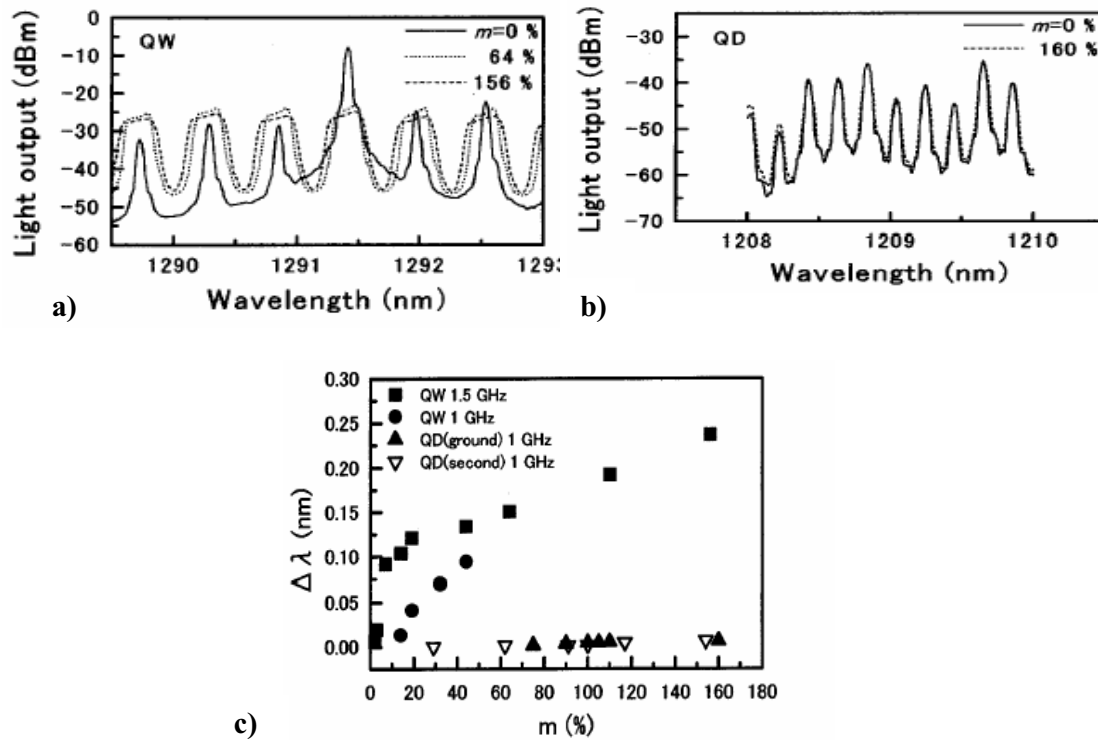 QW
m=0 %
64 %
156 %
Light output (dBm)
0
-10
-20
-30
-40
-50
-60
1290
1291
1292
1293
Wavelength (nm)
a)
QD
m=0 %
160 %
Light output (dBm)
-30
-40
-50
-60
-70
1208
1209
1210
Wavelength (nm)
b)
QW 1.5 GHz
QW 1 GHz
QD(ground) 1 GHz
QD(second) 1 GHz
Δλ (nm)
0.30
0.25
0.20
0.15
0.10
0.05
0.00
0 20 40 60 80 100 120 140 160 180
m (%)
c)